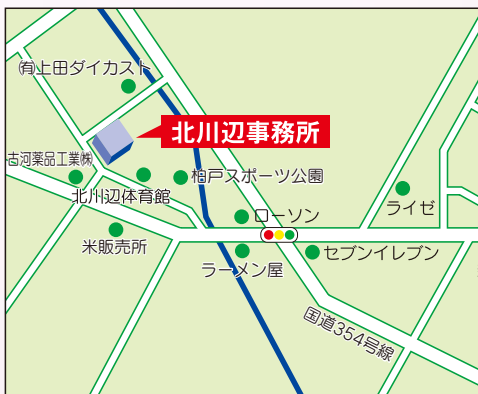 ㈲上田ダイカスト
北川辺事務所
古河薬品工業㈱
柏戸スポーツ公園
北川辺体育館
ライゼ
ローソン
米販売所
セブンイレブン
ラーメン屋
国道354号線